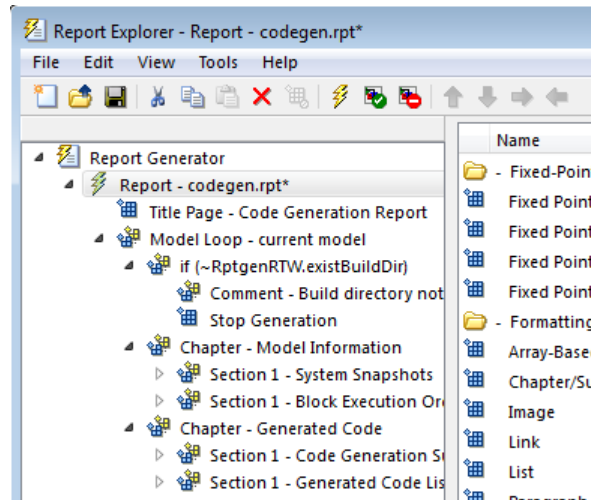 Report Explorer - Report - codegen.rpt*
File Edit View Tools Help
Name
Report Generator
Report - codegen.rpt*
Title Page - Code Generation Report
Model Loop - current model
if (~RptgenRTW.existBuildDir)
Comment - Build directory not
Stop Generation
Chapter - Model Information
Section 1 - System Snapshots
Section 1 - Block Execution Or
Chapter - Generated Code
Section 1 - Code Generation S
Section 1 - Generated Code Lis
- Fixed-Poin
Fixed Point
Fixed Point
Fixed Point
Fixed Point
- Formatting
Array-Base
Chapter/Su
Image
Link
List